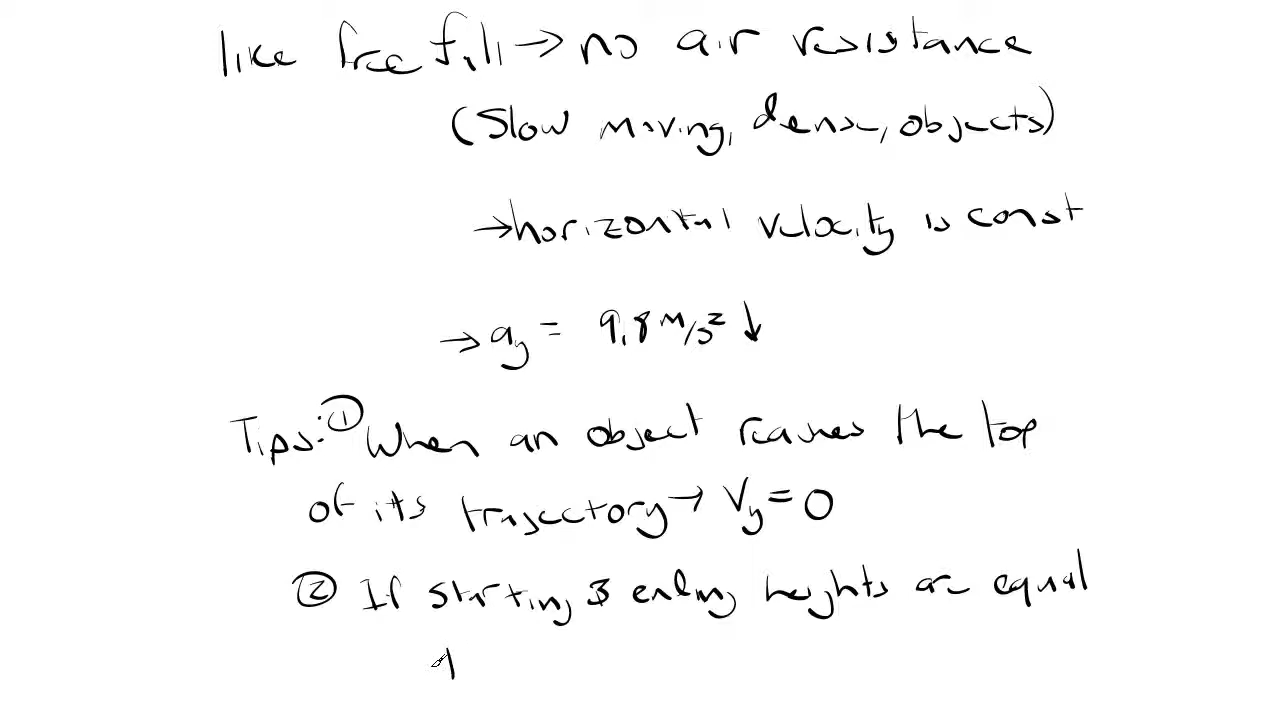 like free fall → no air resistance
(Slow moving, dense, objects)
→ horizontal velocity is const
→ ay = 9.8 m/s² ↓
Tips: ① When an object reaches the top
of its trajectory → Vy = 0
② If starting & ending heights are equal